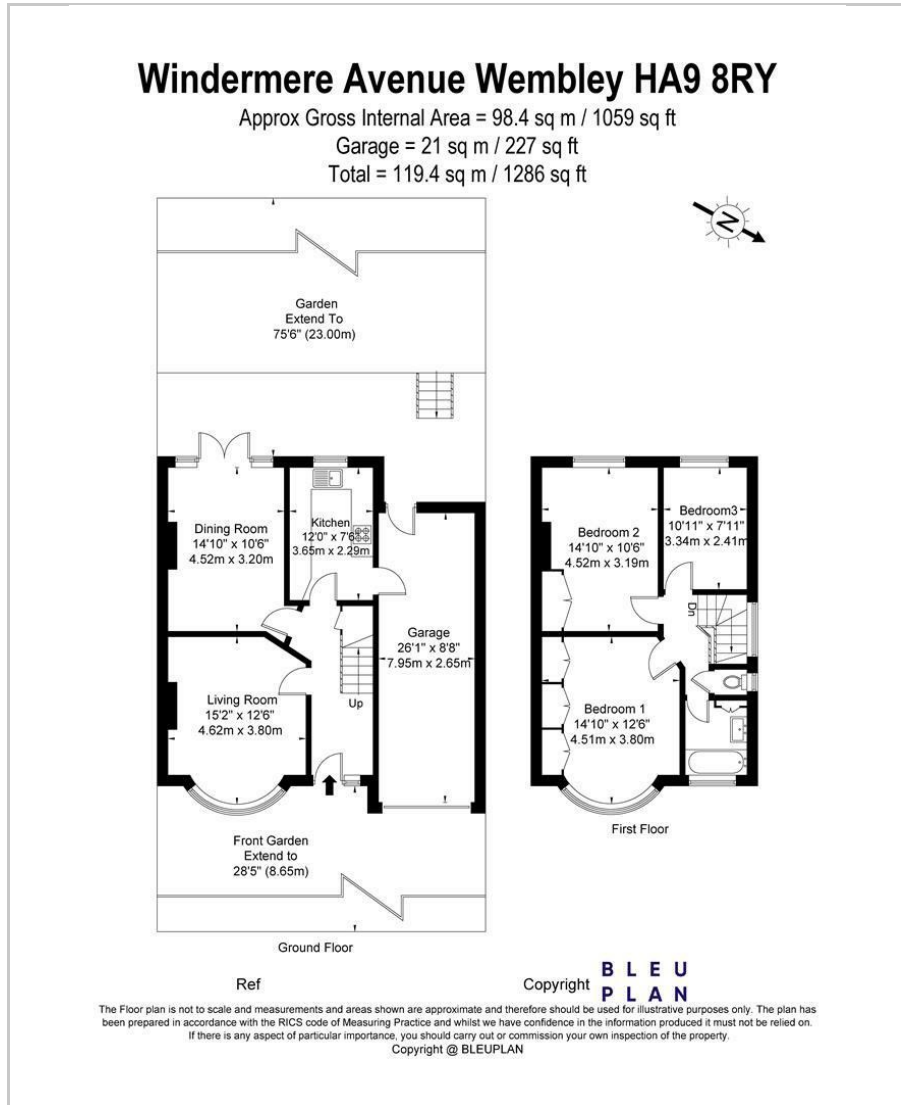 Windermere Avenue Wembley HA9 8RY
Approx Gross Internal Area = 98.4 sq m / 1059 sq ft
Garage = 21 sq m / 227 sq ft
Total = 119.4 sq m / 1286 sq ft
N
Garden
Extend To
75'6" (23.00m)
Dining Room
14'10" x 10'6"
4.52m x 3.20m
Kitchen
12'0" x 7'6"
3.65m x 2.29m
Garage
26'1" x 8'8"
7.95m x 2.65m
Living Room
15'2" x 12'6"
4.62m x 3.80m
Up
Front Garden
Extend to
28'5" (8.65m)
Ground Floor
Bedroom 2
14'10" x 10'6"
4.52m x 3.19m
Bedroom3
10'11" x 7'11"
3.34m x 2.41m
Dn
Bedroom 1
14'10" x 12'6"
4.51m x 3.80m
First Floor
Ref
Copyright
BLEU
PLAN
The Floor plan is not to scale and measurements and areas shown are approximate and therefore should be used for illustrative purposes only. The plan has
been prepared in accordance with the RICS code of Measuring Practice and whilst we have confidence in the information produced it must not be relied on.
If there is any aspect of particular importance, you should carry out or commission your own inspection of the property.
Copyright @ BLEUPLAN